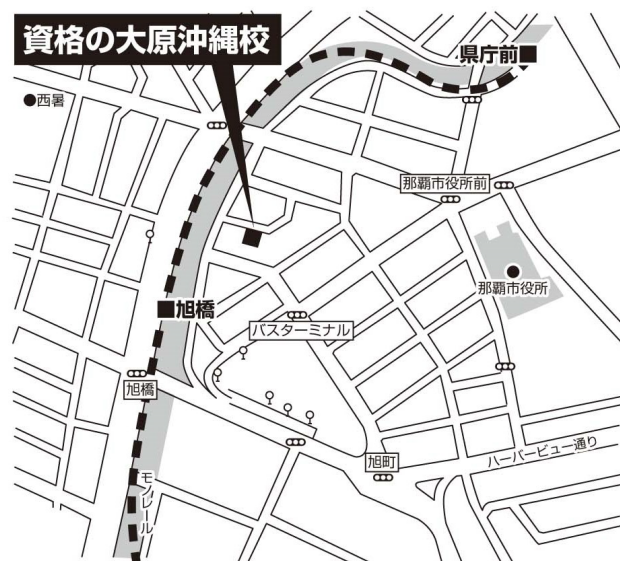 資格の大原沖縄校
県庁前
西署
那覇市役所前
那覇市役所
旭橋
バスターミナル
旭橋
旭町
ハーバービュー通り
モノレール